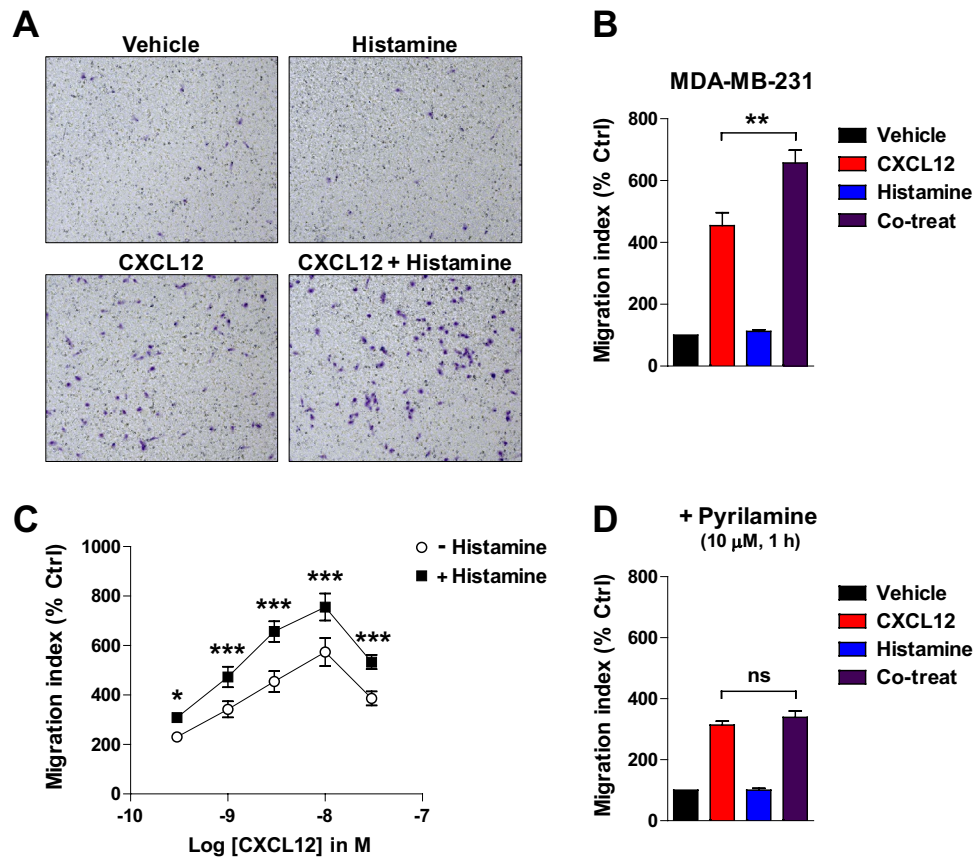 A
Vehicle
Histamine
CXCL12
CXCL12 + Histamine
B
MDA-MB-231
Migration index (% Ctrl)
800
600
400
200
0
**
Vehicle
CXCL12
Histamine
Co-treat
C
Migration index (% Ctrl)
1000
800
600
400
200
0
-10
-9
-8
-7
Log [CXCL12] in M
*
***
***
***
***
- Histamine
+ Histamine
D
+ Pyrilamine
(10 μM, 1 h)
Migration index (% Ctrl)
800
600
400
200
0
ns
Vehicle
CXCL12
Histamine
Co-treat